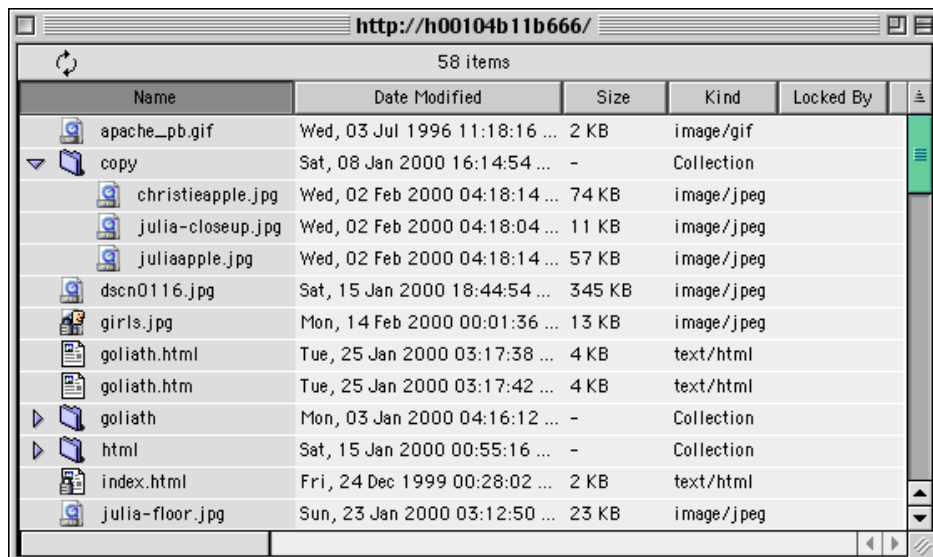 http://h00104b11b666/
58 items
Name Date Modified Size Kind Locked By
apache_pb.gif Wed, 03 Jul 1996 11:18:16 ... 2 KB image/gif
copy Sat, 08 Jan 2000 16:14:54 ... - Collection
christieapple.jpg Wed, 02 Feb 2000 04:18:14 ... 74 KB image/jpeg
julia-closeup.jpg Wed, 02 Feb 2000 04:18:04 ... 11 KB image/jpeg
juliaapple.jpg Wed, 02 Feb 2000 04:18:14 ... 57 KB image/jpeg
dscn0116.jpg Sat, 15 Jan 2000 18:44:54 ... 345 KB image/jpeg
girls.jpg Mon, 14 Feb 2000 00:01:36 ... 13 KB image/jpeg
goliath.html Tue, 25 Jan 2000 03:17:38 ... 4 KB text/html
goliath.htm Tue, 25 Jan 2000 03:17:42 ... 4 KB text/html
goliath Mon, 03 Jan 2000 04:16:12 ... - Collection
html Sat, 15 Jan 2000 00:55:16 ... - Collection
index.html Fri, 24 Dec 1999 00:28:02 ... 2 KB text/html
julia-floor.jpg Sun, 23 Jan 2000 03:12:50 ... 23 KB image/jpeg